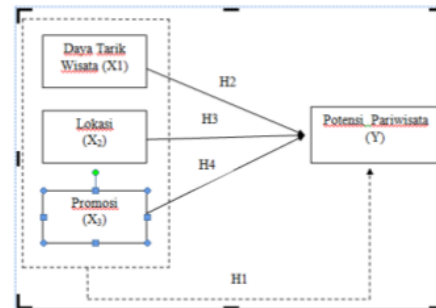 Daya Tarik
Wisata (X1)
H2
Lokasi
(X₂)
H3
Potensi Pariwisata
(Y)
H4
Promosi
(X₃)
H1